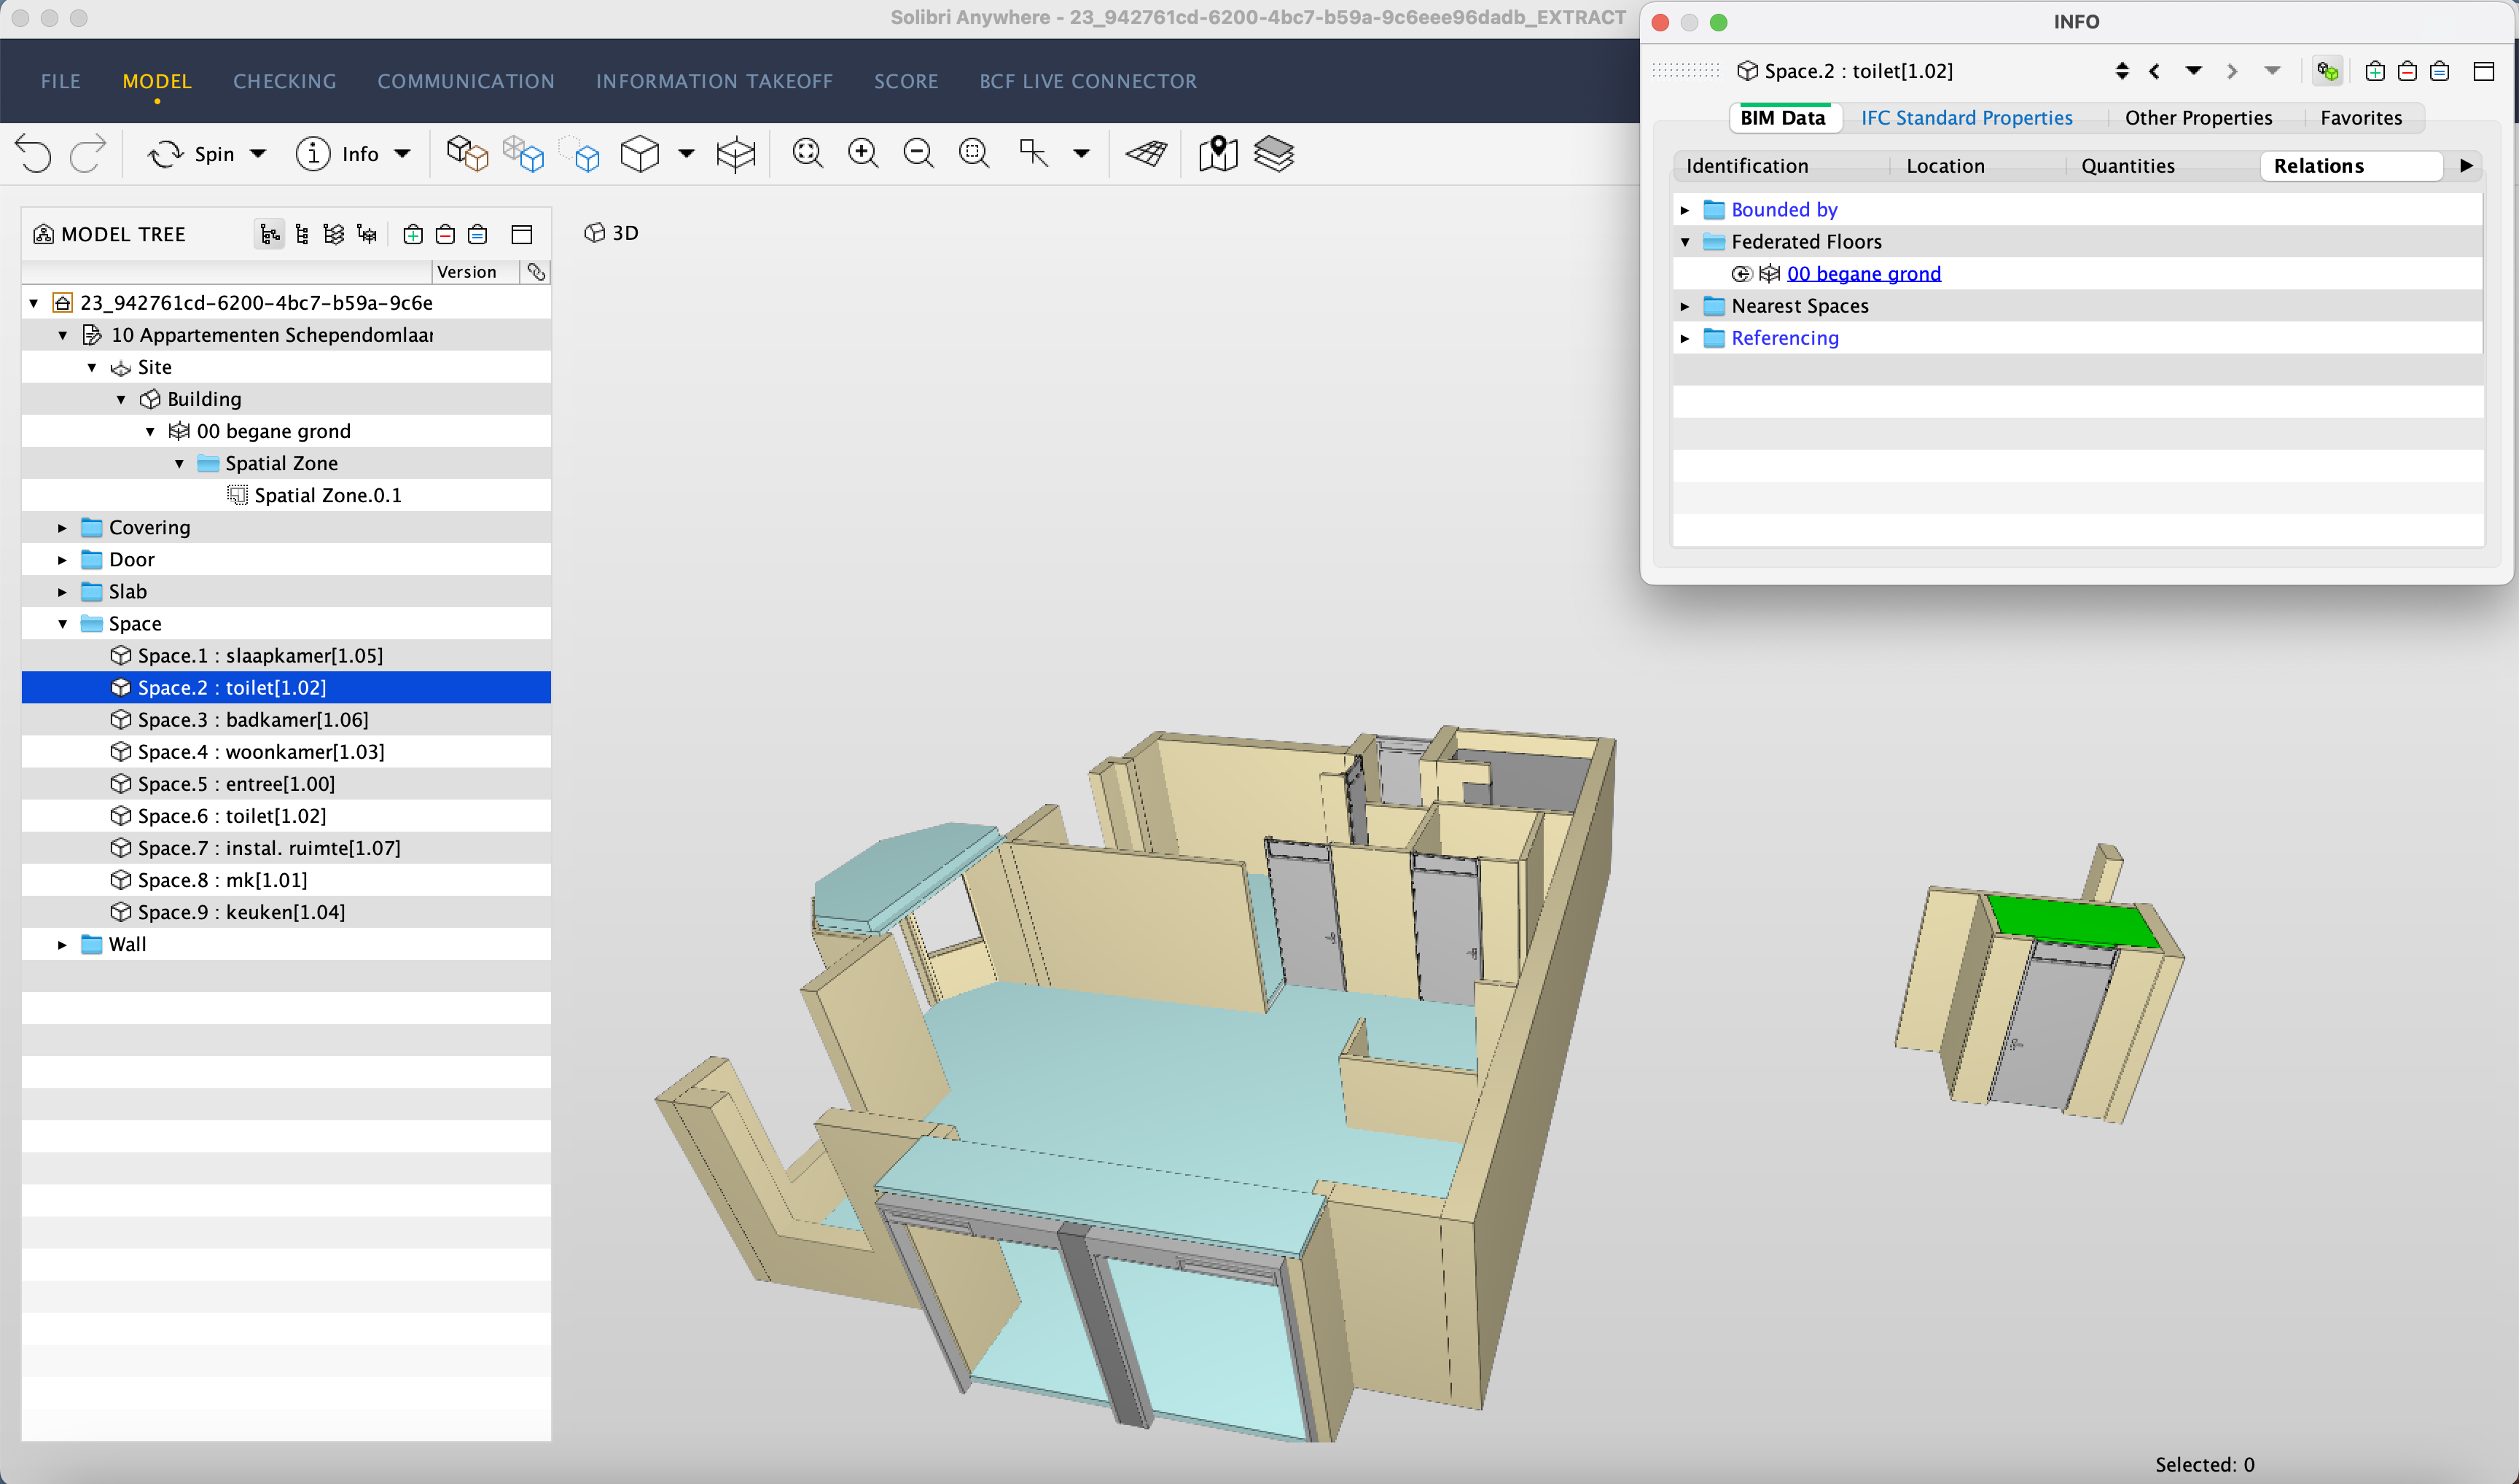 Solibri Anywhere - 23_942761cd-6200-4bc7-b59a-9c6eee96dadb_EXTRACT
FILE MODEL CHECKING COMMUNICATION INFORMATION TAKEOFF SCORE BCF LIVE CONNECTOR
Spin Info
MODEL TREE
Version
23_942761cd-6200-4bc7-b59a-9c6e
10 Appartementen Schependomlaar
Site
Building
00 begane grond
Spatial Zone
Spatial Zone.0.1
Covering
Door
Slab
Space
Space.1 : slaapkamer[1.05]
Space.2 : toilet[1.02]
Space.3 : badkamer[1.06]
Space.4 : woonkamer[1.03]
Space.5 : entree[1.00]
Space.6 : toilet[1.02]
Space.7 : instal. ruimte[1.07]
Space.8 : mk[1.01]
Space.9 : keuken[1.04]
Wall
3D
INFO
Space.2 : toilet[1.02]
BIM Data IFC Standard Properties Other Properties Favorites
Identification Location Quantities Relations
Bounded by
Federated Floors
00 begane grond
Nearest Spaces
Referencing
Selected: 0